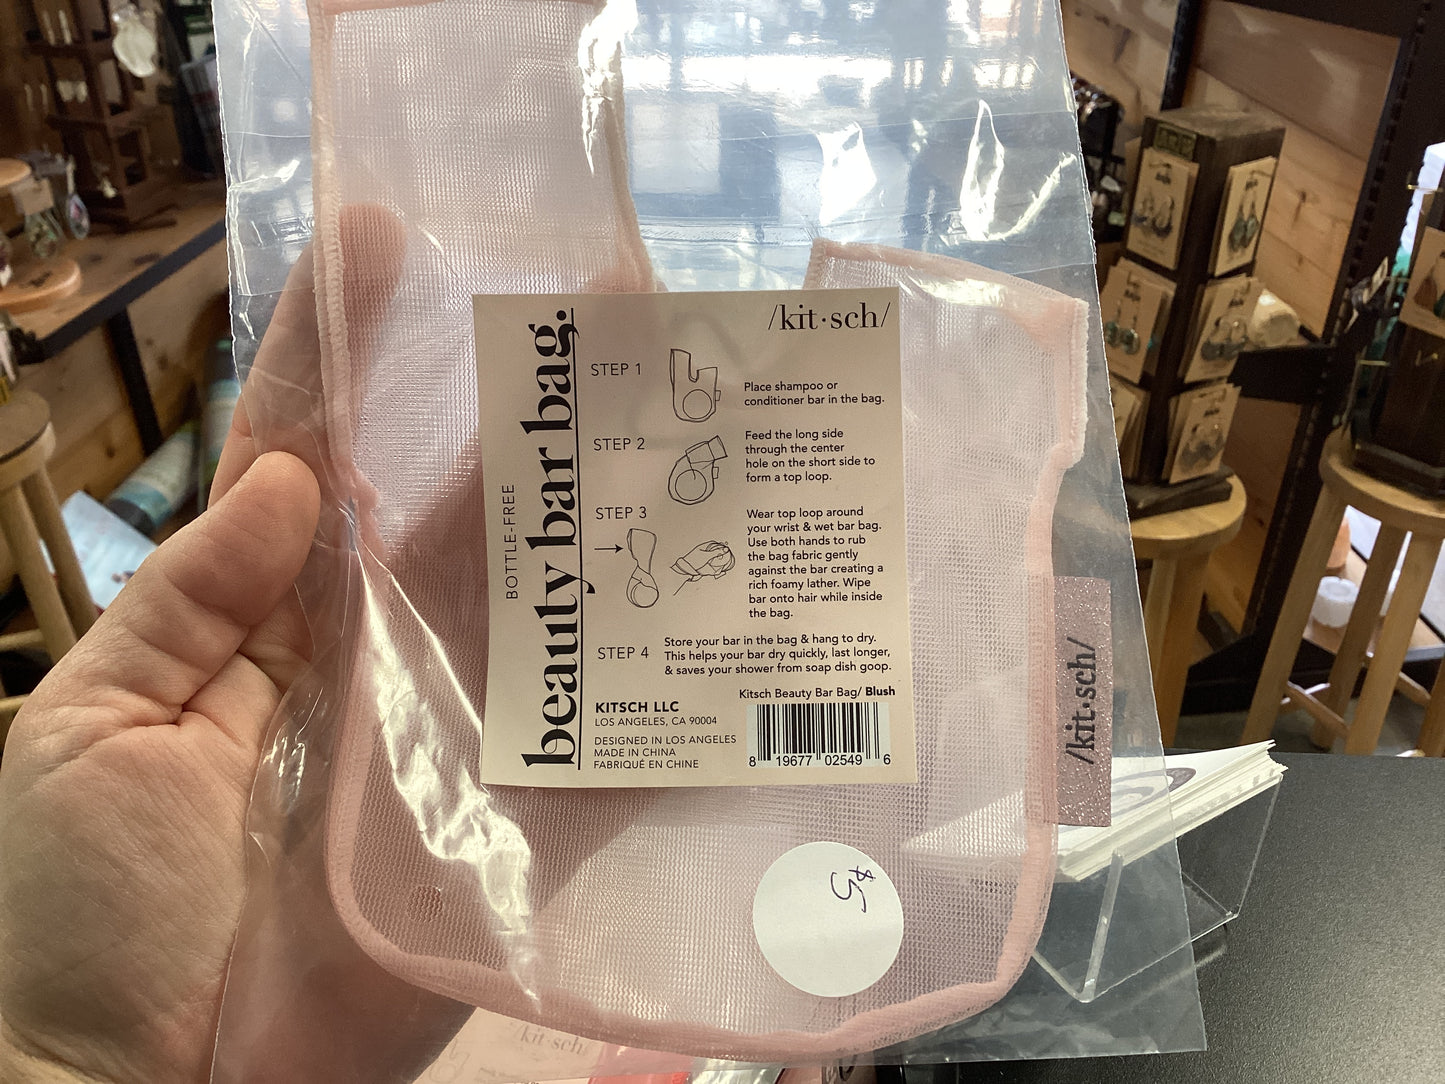 /kit·sch/
BOTTLE-FREE
beauty bar bag.
STEP 1
Place shampoo or
conditioner bar in the bag.
STEP 2
Feed the long side
through the center
hole on the short side to
form a top loop.
STEP 3
Wear top loop around
your wrist & wet bar bag.
Use both hands to rub
the bag fabric gently
against the bar creating a
rich foamy lather. Wipe
bar onto hair while inside
the bag.
STEP 4
Store your bar in the bag & hang to dry.
This helps your bar dry quickly, last longer,
& saves your shower from soap dish goop.
Kitsch Beauty Bar Bag/ Blush
KITSCH LLC
LOS ANGELES, CA 90004
DESIGNED IN LOS ANGELES
MADE IN CHINA
FABRIQUÉ EN CHINE
8 19677 02549 6
/kit·sch/
$5
/kit·sch/